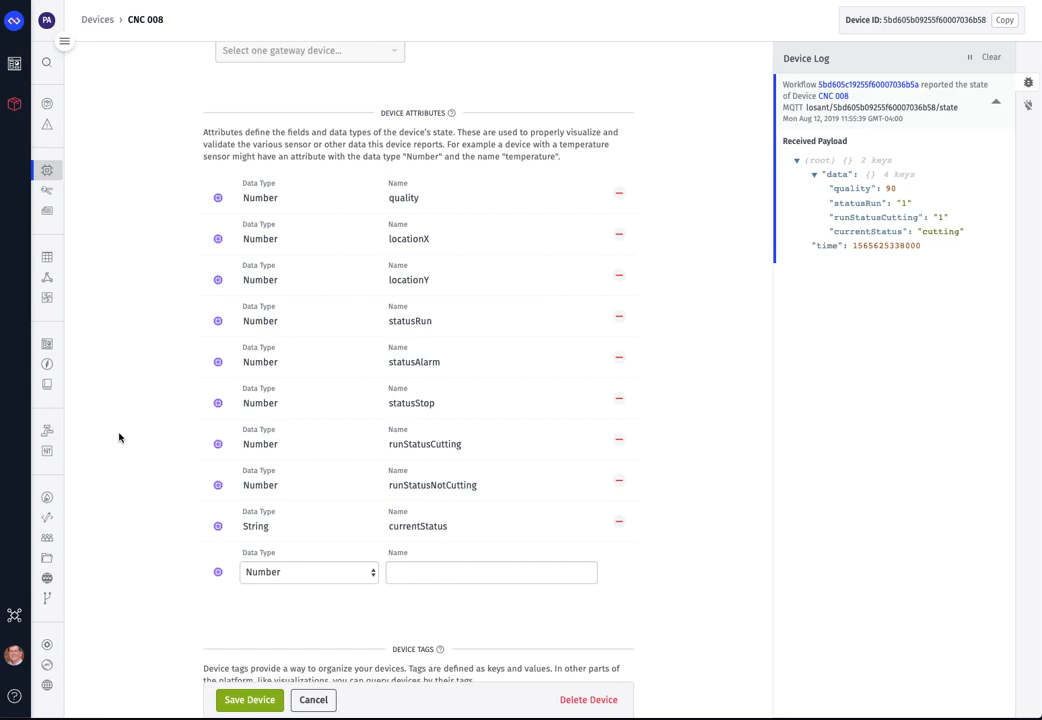 PA
Devices › CNC 008
Device ID: 5bd605b09255f60007036b58
Copy
Select one gateway device...
DEVICE ATTRIBUTES
Attributes define the fields and data types of the device's state. These are used to properly visualize and
validate the various sensor or other data this device reports. For example a device with a temperature
sensor might have an attribute with the data type "Number" and the name "temperature".
Data Type Name
Number quality
Data Type Name
Number locationX
Data Type Name
Number locationY
Data Type Name
Number statusRun
Data Type Name
Number statusAlarm
Data Type Name
Number statusStop
Data Type Name
Number runStatusCutting
Data Type Name
Number runStatusNotCutting
Data Type Name
String currentStatus
Data Type Name
Number
DEVICE TAGS
Device tags provide a way to organize your devices. Tags are defined as keys and values. In other parts of
the platform, like visualizations, you can query devices by their tags.
Save Device
Cancel
Delete Device
Device Log
Clear
Workflow 5bd605c19255f60007036b5a reported the state
of Device CNC 008
MQTT losant/5bd605b09255f60007036b58/state
Mon Aug 12, 2019 11:55:39 GMT-04:00
Received Payload
(root) {} 2 keys
"data": {} 4 keys
"quality": 90
"statusRun": "1"
"runStatusCutting": "1"
"currentStatus": "cutting"
"time": 1565625338000